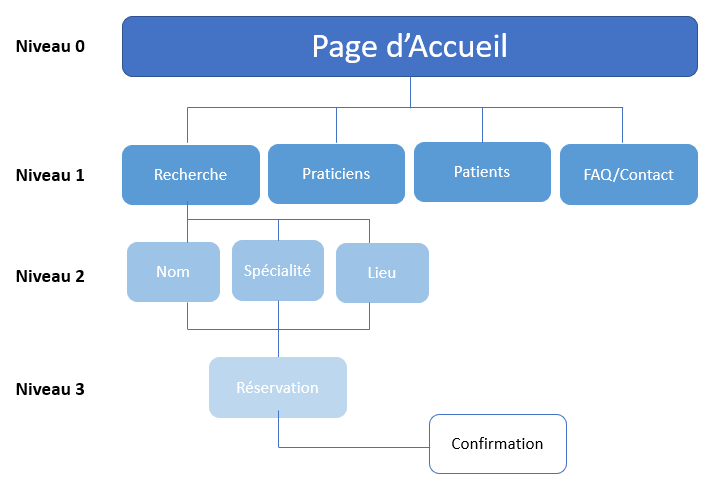 Niveau 0
Page d’Accueil
Niveau 1
Recherche
Praticiens
Patients
FAQ/Contact
Niveau 2
Nom
Spécialité
Lieu
Niveau 3
Réservation
Confirmation